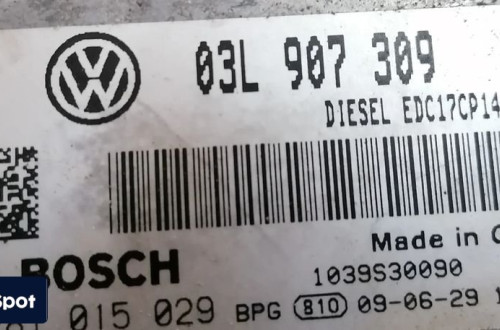 03L 907 309
DIESEL EDC17CP14
Made in
BOSCH
1039S30090
015 029 BPG 810 09-06-29
Spot